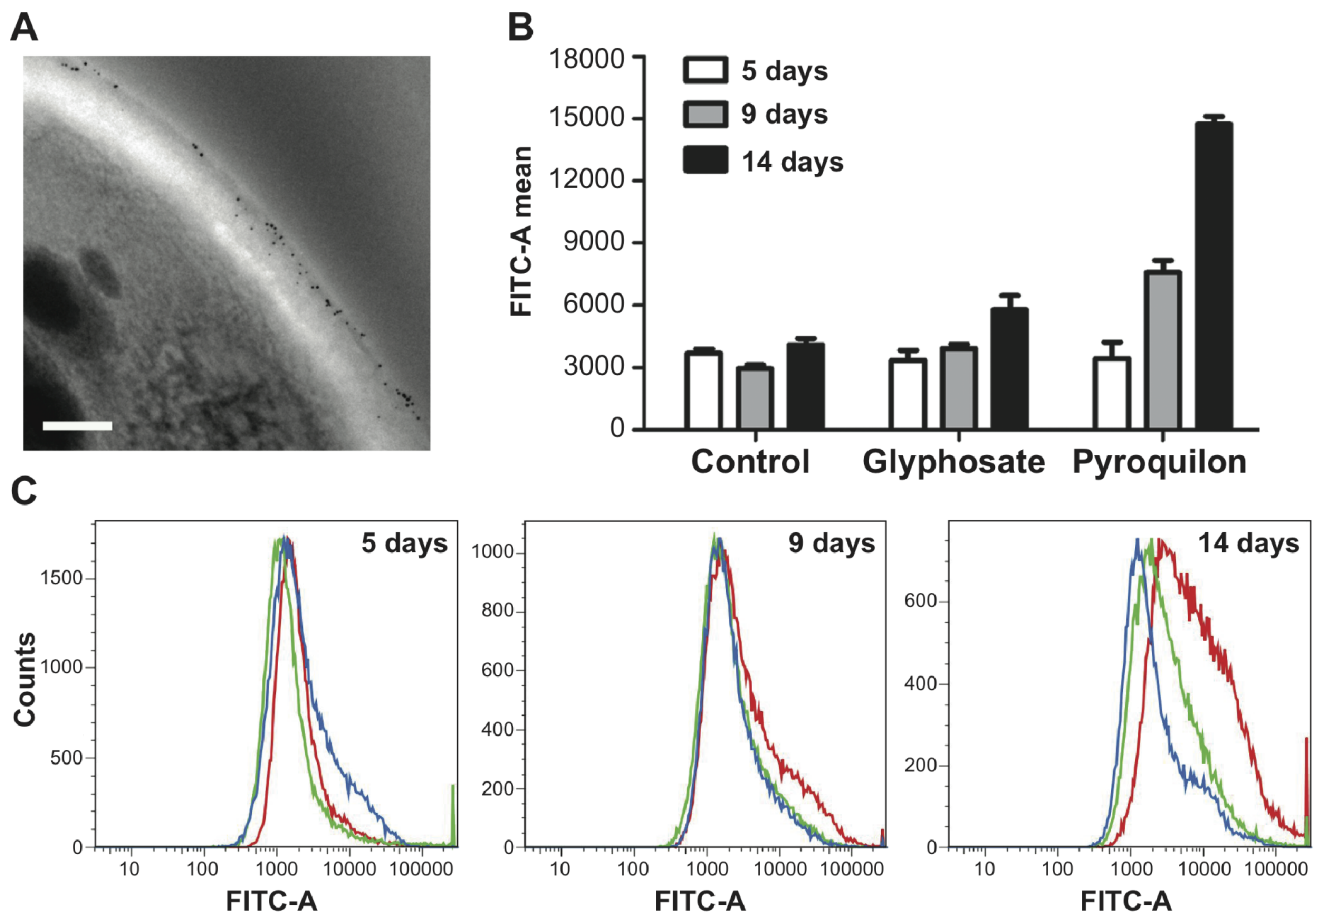 A
B
18000
15000
12000
9000
6000
3000
0
FITC-A mean
5 days
9 days
14 days
Control
Glyphosate
Pyroquilon
C
Counts
1500
1000
500
0
5 days
10
100
1000
10000
100000
FITC-A
1000
800
600
400
200
0
9 days
10
100
1000
10000
100000
FITC-A
600
400
200
0
14 days
10
100
1000
10000
100000
FITC-A